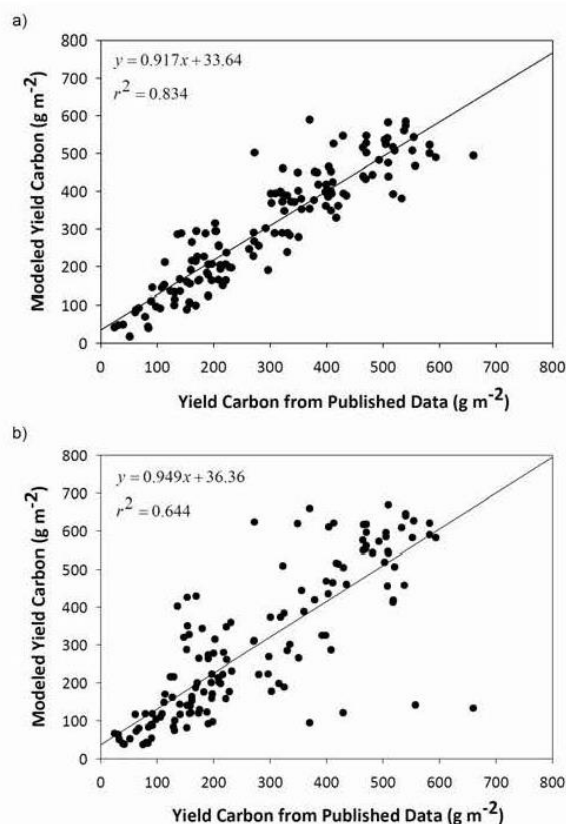 a)
800
y = 0.917x + 33.64
700
r² = 0.834
600
500
400
300
200
100
0
Modeled Yield Carbon (g m⁻²)
0 100 200 300 400 500 600 700 800
Yield Carbon from Published Data (g m⁻²)
b)
800
y = 0.949x + 36.36
700
r² = 0.644
600
500
400
300
200
100
0
Modeled Yield Carbon (g m⁻²)
0 100 200 300 400 500 600 700 800
Yield Carbon from Published Data (g m⁻²)